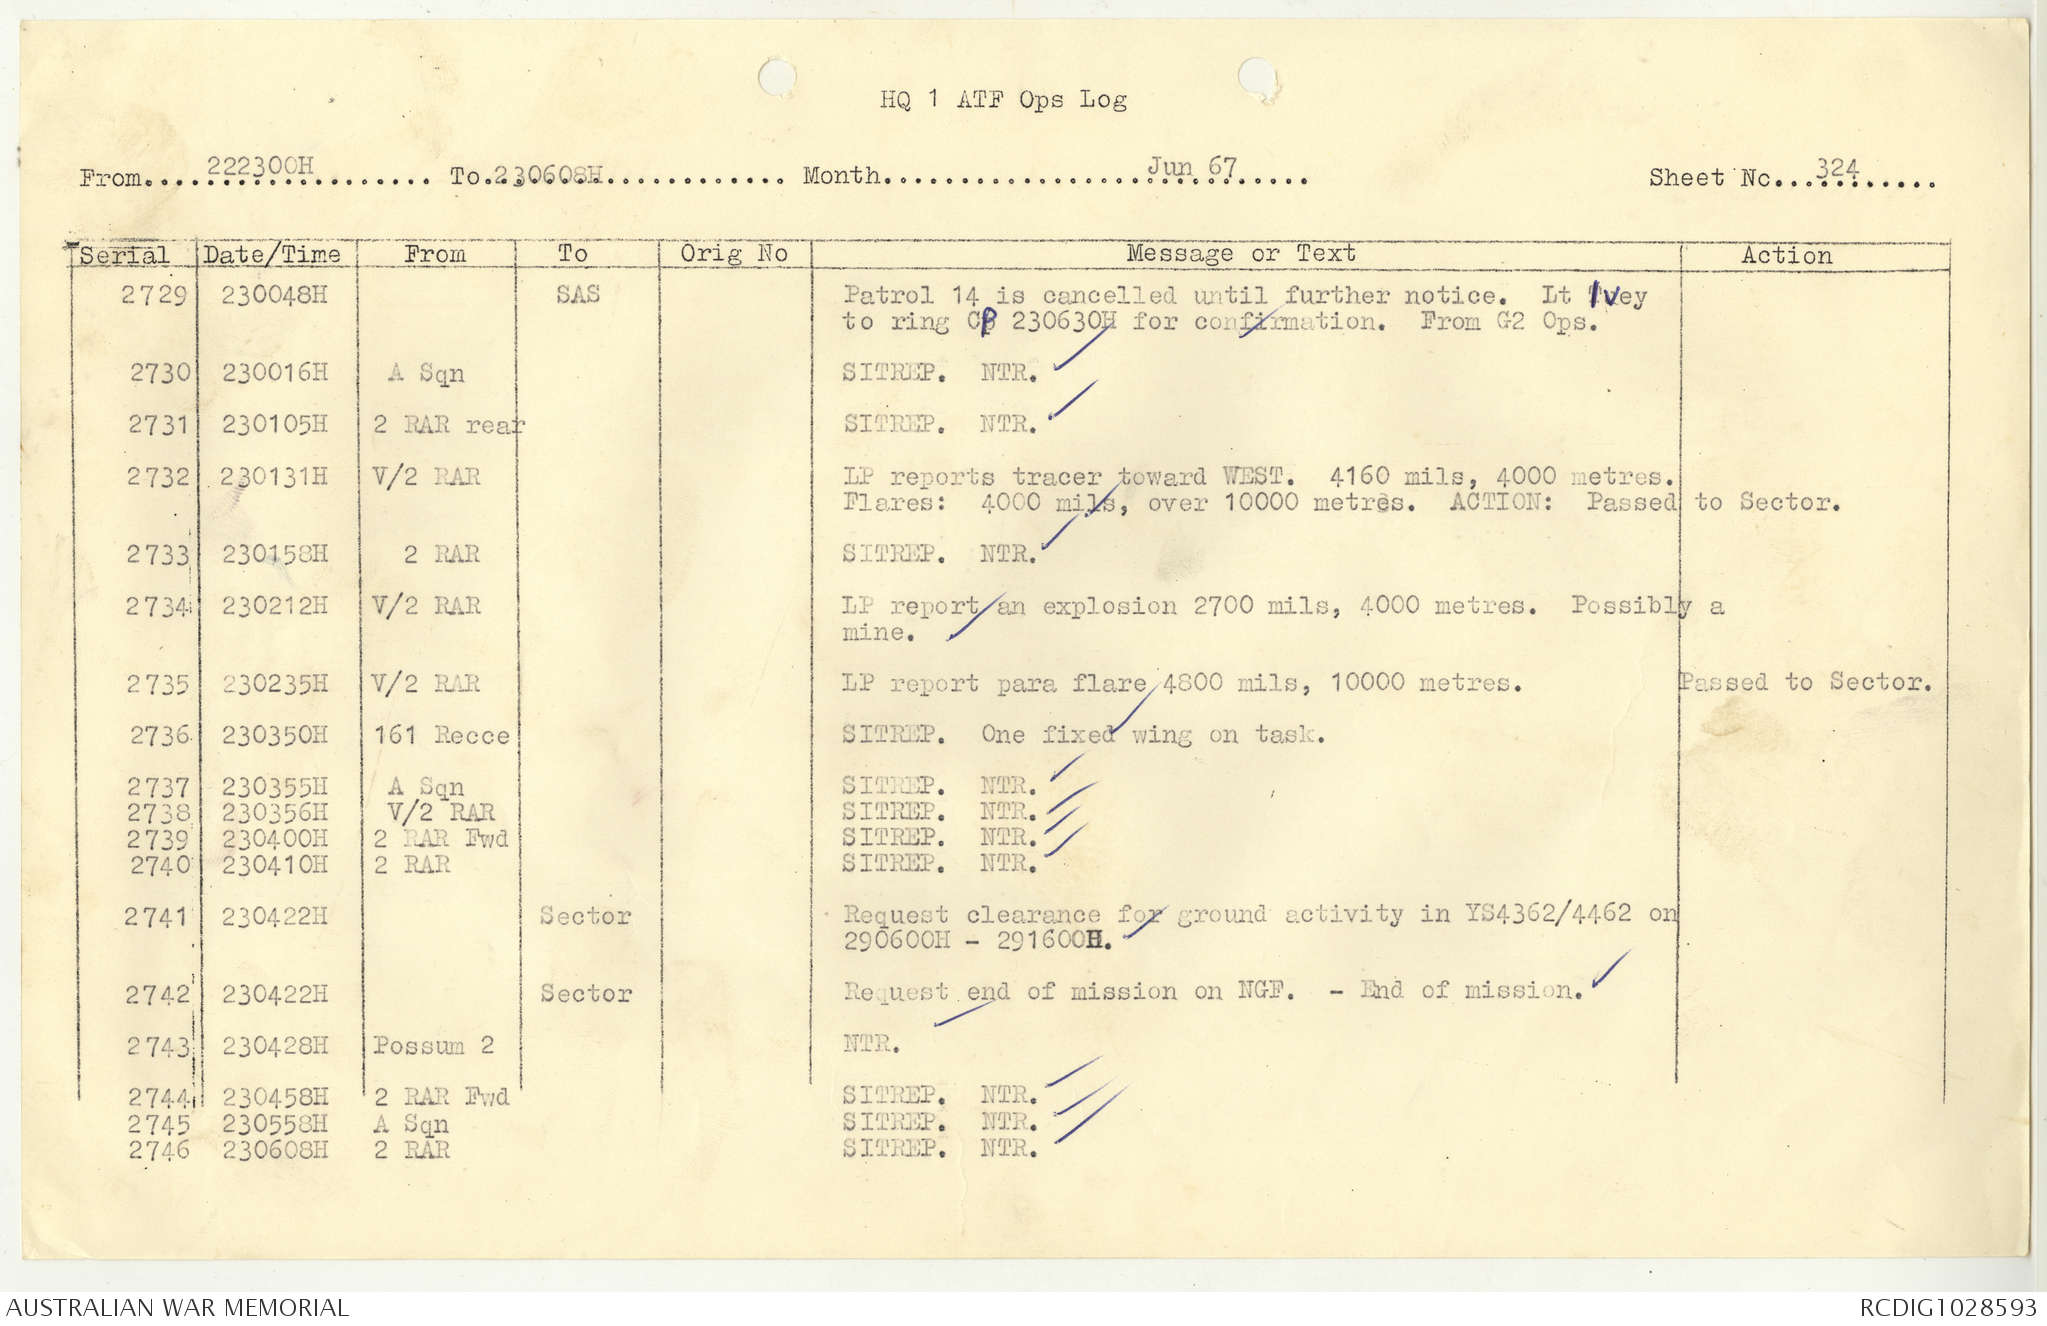 HQ 1 ATF Ops Log
From....222300H.... To.230608H.... Month....Jun 67.... Sheet No...324...
Serial Date/Time From To Orig No Message or Text Action
2729 230048H SAS Patrol 14 is cancelled until further notice. Lt Ivey
to ring Cp 230630H for confirmation. From G2 Ops.
2730 230016H A Sqn SITREP. NTR.
2731 230105H 2 RAR rear SITREP. NTR.
2732 230131H V/2 RAR LP reports tracer toward WEST. 4160 mils, 4000 metres.
Flares: 4000 mils, over 10000 metres. ACTION: Passed to Sector.
2733 230158H 2 RAR SITREP. NTR.
2734 230212H V/2 RAR LP report an explosion 2700 mils, 4000 metres. Possibly a
mine.
2735 230235H V/2 RAR LP report para flare 4800 mils, 10000 metres. Passed to Sector.
2736 230350H 161 Recce SITREP. One fixed wing on task.
2737 230355H A Sqn SITREP. NTR.
2738 230356H V/2 RAR SITREP. NTR.
2739 230400H 2 RAR Fwd SITREP. NTR.
2740 230410H 2 RAR SITREP. NTR.
2741 230422H Sector Request clearance for ground activity in YS4362/4462 on
290600H - 291600H.
2742 230422H Sector Request end of mission on NGF. - End of mission.
2743 230428H Possum 2 NTR.
2744 230458H 2 RAR Fwd SITREP. NTR.
2745 230558H A Sqn SITREP. NTR.
2746 230608H 2 RAR SITREP. NTR.
AUSTRALIAN WAR MEMORIAL RCDIG1028593